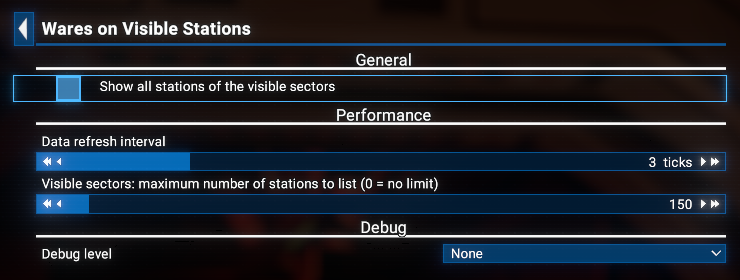 Wares on Visible Stations
General
Show all stations of the visible sectors
Performance
Data refresh interval
3 ticks
Visible sectors: maximum number of stations to list (0 = no limit)
150
Debug
Debug level None